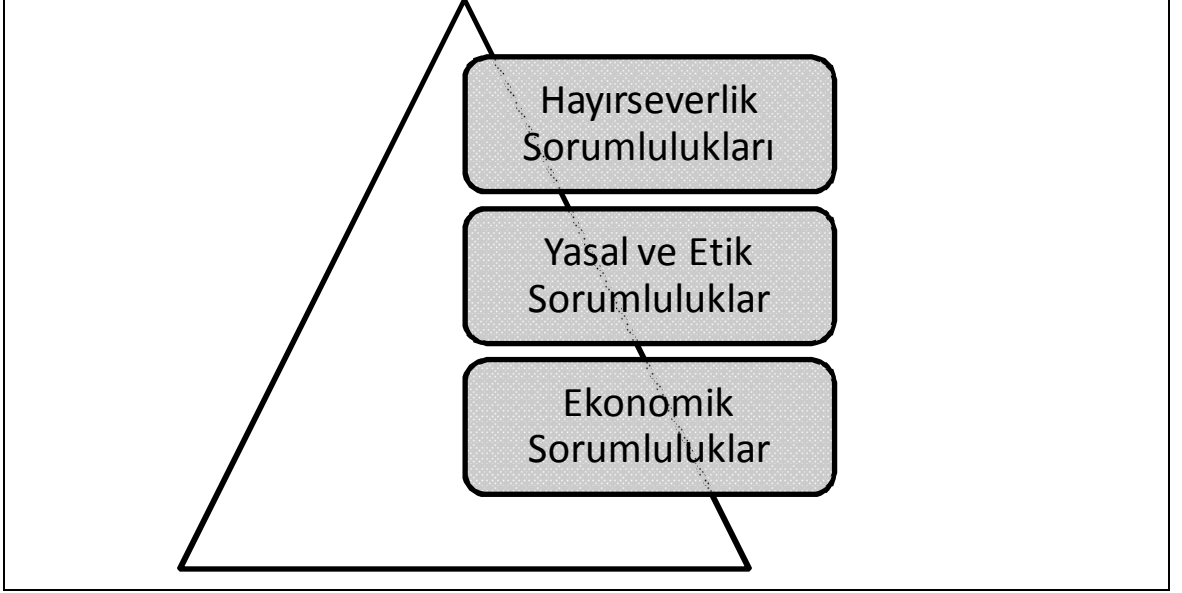 Hayırseverlik
Sorumlulukları
Yasal ve Etik
Sorumluluklar
Ekonomik
Sorumluluklar